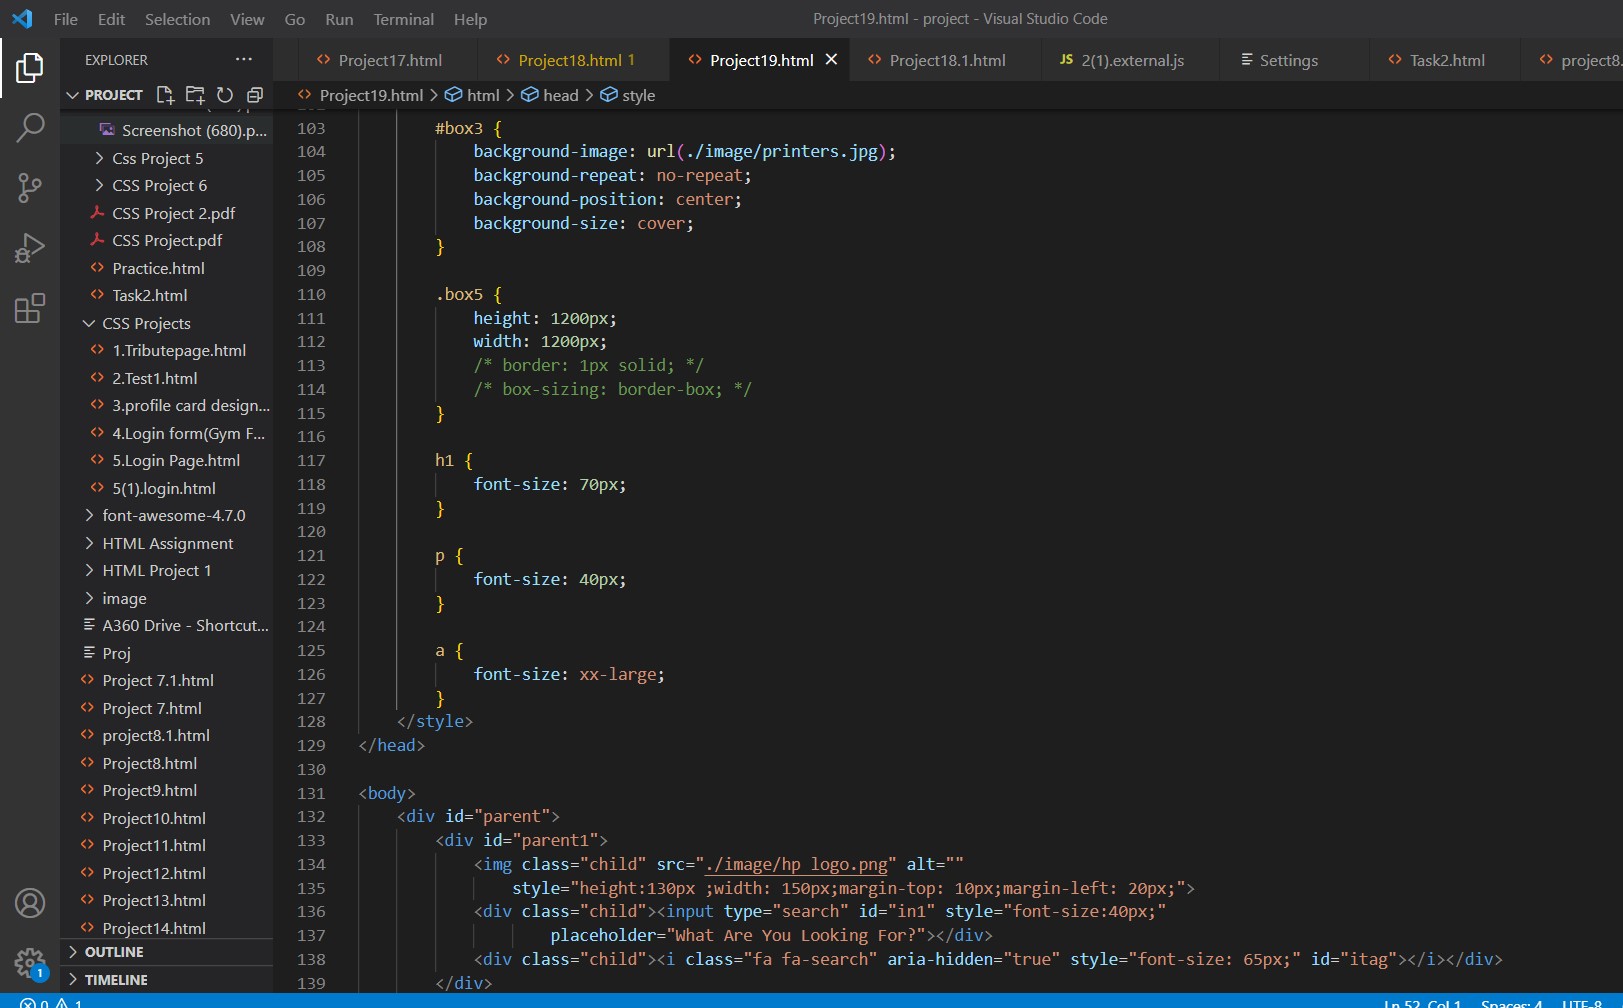 File Edit Selection View Go Run Terminal Help
Project19.html - project - Visual Studio Code
EXPLORER ···
Project17.html
Project18.html 1
Project19.html
Project18.1.html
JS 2(1).external.js
Settings
Task2.html
project8.
PROJECT
Screenshot (680).p...
Css Project 5
CSS Project 6
CSS Project 2.pdf
CSS Project.pdf
Practice.html
Task2.html
CSS Projects
1.Tributepage.html
2.Test1.html
3.profile card design...
4.Login form(Gym F...
5.Login Page.html
5(1).login.html
font-awesome-4.7.0
HTML Assignment
HTML Project 1
image
A360 Drive - Shortcut...
Proj
Project 7.1.html
Project 7.html
project8.1.html
Project8.html
Project9.html
Project10.html
Project11.html
Project12.html
Project13.html
Project14.html
OUTLINE
TIMELINE
1
Project19.html > html > head > style
103 #box3 {
104 background-image: url(./image/printers.jpg);
105 background-repeat: no-repeat;
106 background-position: center;
107 background-size: cover;
108 }
109
110 .box5 {
111 height: 1200px;
112 width: 1200px;
113 /* border: 1px solid; */
114 /* box-sizing: border-box; */
115 }
116
117 h1 {
118 font-size: 70px;
119 }
120
121 p {
122 font-size: 40px;
123 }
124
125 a {
126 font-size: xx-large;
127 }
128 </style>
129 </head>
130
131 <body>
132 <div id="parent">
133 <div id="parent1">
134 <img class="child" src="./image/hp logo.png" alt=""
135 style="height:130px ;width: 150px;margin-top: 10px;margin-left: 20px;">
136 <div class="child"><input type="search" id="in1" style="font-size:40px;"
137 placeholder="What Are You Looking For?"></div>
138 <div class="child"><i class="fa fa-search" aria-hidden="true" style="font-size: 65px;" id="itag"></i></div>
139 </div>
0 1
Ln 52, Col 1 Spaces: 4 UTF-8